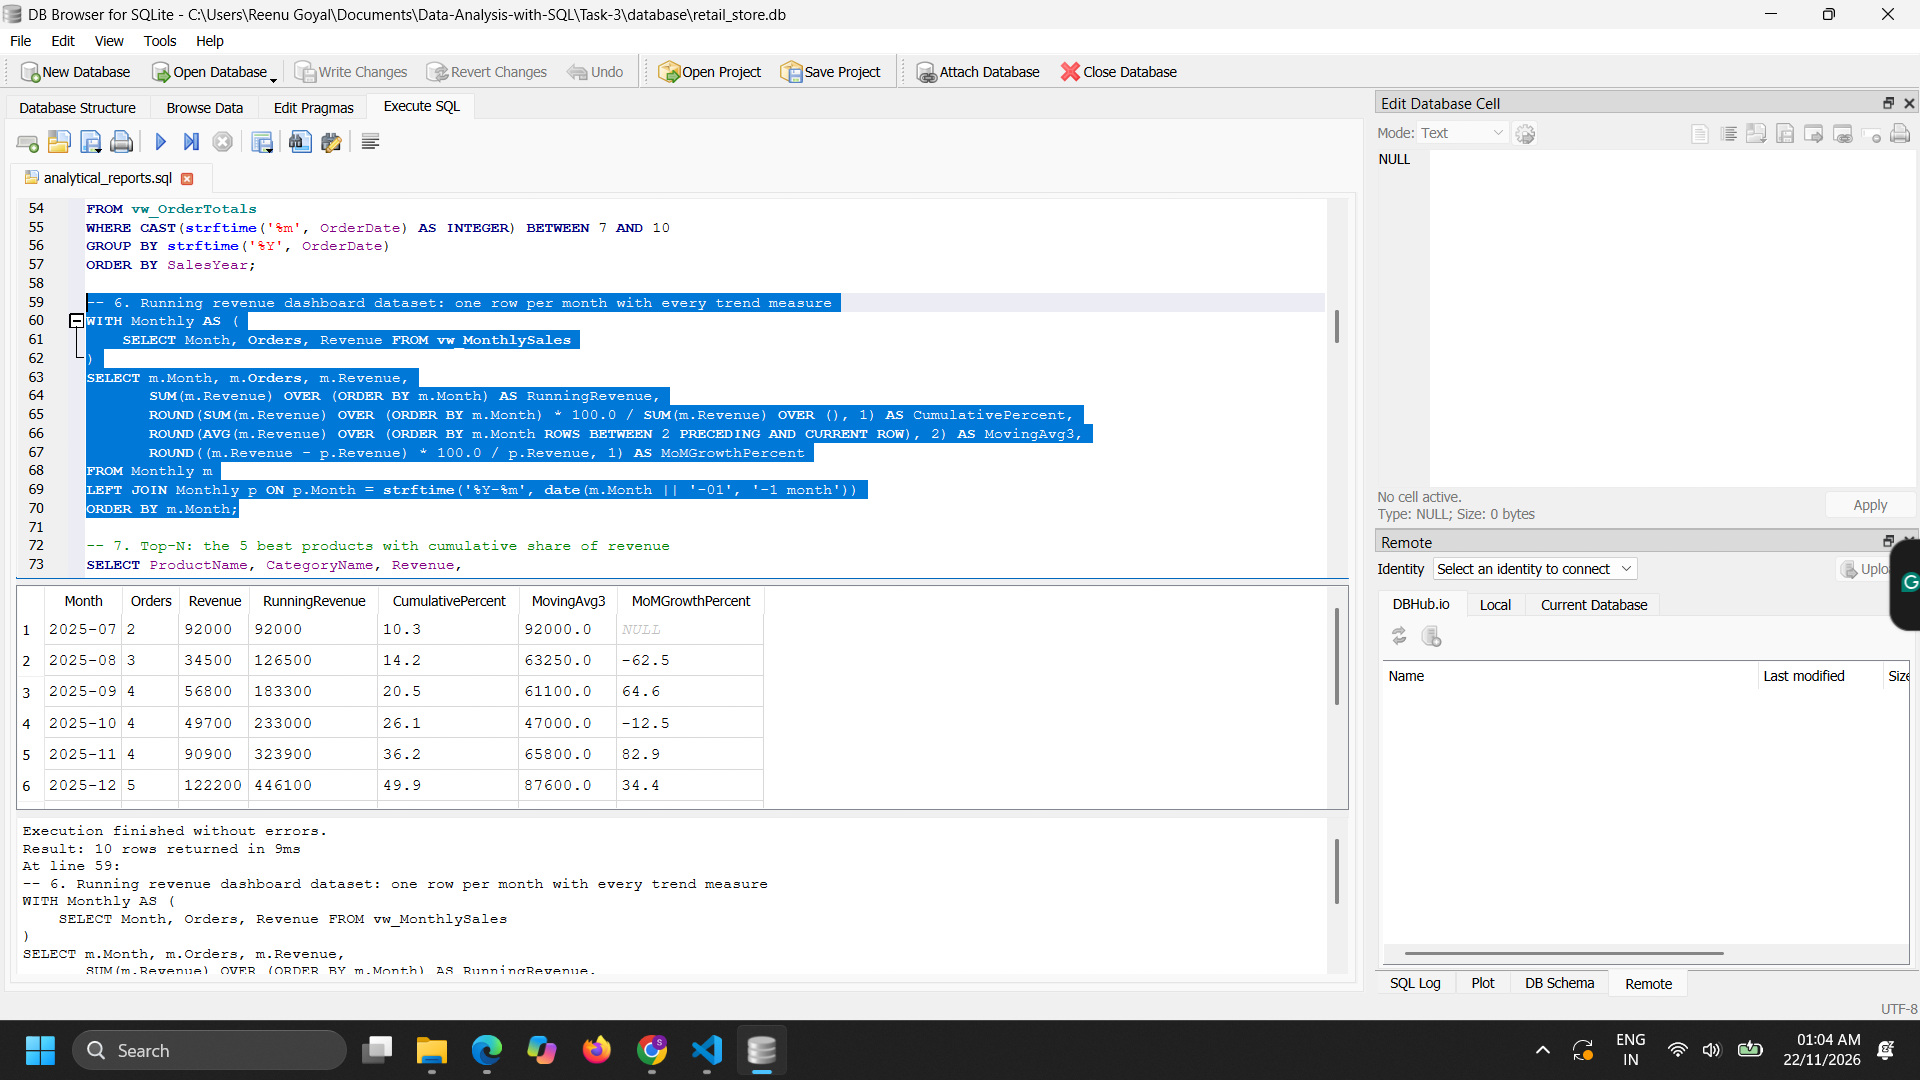 DB Browser for SQLite - C:\Users\Reenu Goyal\Documents\Data-Analysis-with-SQL\Task-3\database\retail_store.db
File Edit View Tools Help
New Database Open Database Write Changes Revert Changes Undo Open Project Save Project Attach Database Close Database
Database Structure Browse Data Edit Pragmas Execute SQL
analytical_reports.sql
54 FROM vw_OrderTotals
55 WHERE CAST(strftime('%m', OrderDate) AS INTEGER) BETWEEN 7 AND 10
56 GROUP BY strftime('%Y', OrderDate)
57 ORDER BY SalesYear;
58
59 -- 6. Running revenue dashboard dataset: one row per month with every trend measure
60 WITH Monthly AS (
61 SELECT Month, Orders, Revenue FROM vw_MonthlySales
62 )
63 SELECT m.Month, m.Orders, m.Revenue,
64 SUM(m.Revenue) OVER (ORDER BY m.Month) AS RunningRevenue,
65 ROUND(SUM(m.Revenue) OVER (ORDER BY m.Month) * 100.0 / SUM(m.Revenue) OVER (), 1) AS CumulativePercent,
66 ROUND(AVG(m.Revenue) OVER (ORDER BY m.Month ROWS BETWEEN 2 PRECEDING AND CURRENT ROW), 2) AS MovingAvg3,
67 ROUND((m.Revenue - p.Revenue) * 100.0 / p.Revenue, 1) AS MoMGrowthPercent
68 FROM Monthly m
69 LEFT JOIN Monthly p ON p.Month = strftime('%Y-%m', date(m.Month || '-01', '-1 month'))
70 ORDER BY m.Month;
71
72 -- 7. Top-N: the 5 best products with cumulative share of revenue
73 SELECT ProductName, CategoryName, Revenue,
Month Orders Revenue RunningRevenue CumulativePercent MovingAvg3 MoMGrowthPercent
1 2025-07 2 92000 92000 10.3 92000.0 NULL
2 2025-08 3 34500 126500 14.2 63250.0 -62.5
3 2025-09 4 56800 183300 20.5 61100.0 64.6
4 2025-10 4 49700 233000 26.1 47000.0 -12.5
5 2025-11 4 90900 323900 36.2 65800.0 82.9
6 2025-12 5 122200 446100 49.9 87600.0 34.4
Execution finished without errors.
Result: 10 rows returned in 9ms
At line 59:
-- 6. Running revenue dashboard dataset: one row per month with every trend measure
WITH Monthly AS (
SELECT Month, Orders, Revenue FROM vw_MonthlySales
)
SELECT m.Month, m.Orders, m.Revenue,
SUM(m.Revenue) OVER (ORDER BY m.Month) AS RunningRevenue,
Edit Database Cell
Mode: Text
NULL
No cell active.
Type: NULL; Size: 0 bytes
Apply
Remote
Identity Select an identity to connect Uplo
DBHub.io Local Current Database
Name Last modified Size
SQL Log Plot DB Schema Remote
UTF-8
Search
ENG
IN
01:04 AM
22/11/2026